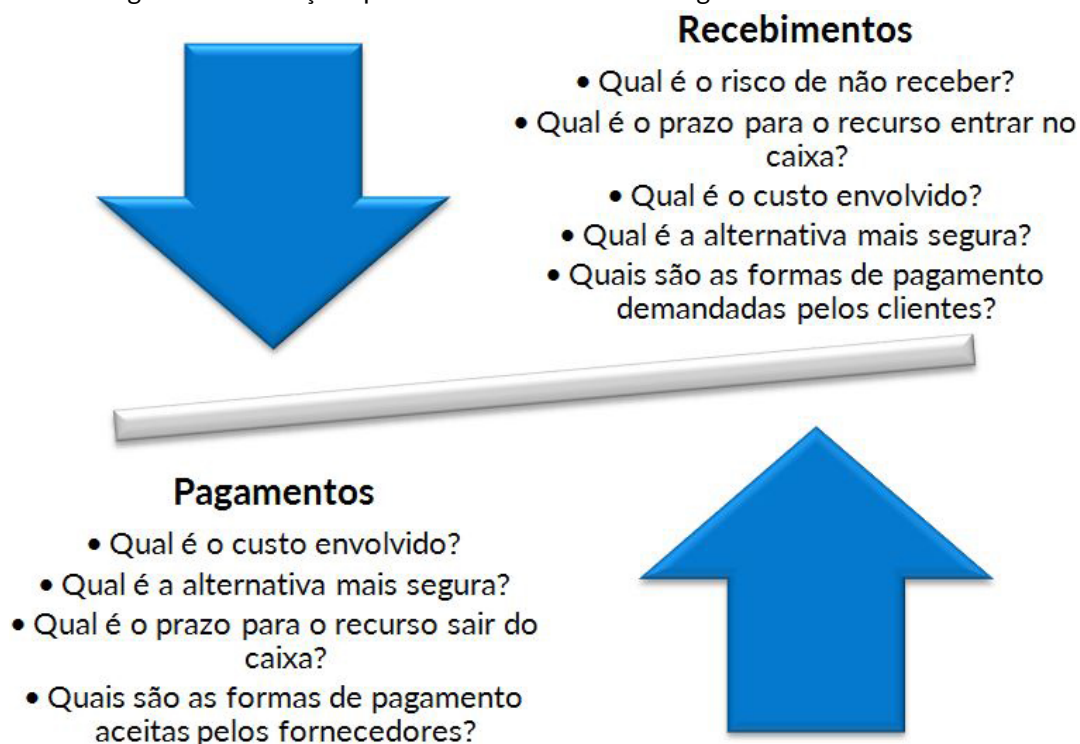 Recebimentos
• Qual é o risco de não receber?
• Qual é o prazo para o recurso entrar no
caixa?
• Qual é o custo envolvido?
• Qual é a alternativa mais segura?
• Quais são as formas de pagamento
demandadas pelos clientes?
Pagamentos
• Qual é o custo envolvido?
• Qual é a alternativa mais segura?
• Qual é o prazo para o recurso sair do
caixa?
• Quais são as formas de pagamento
aceitas pelos fornecedores?